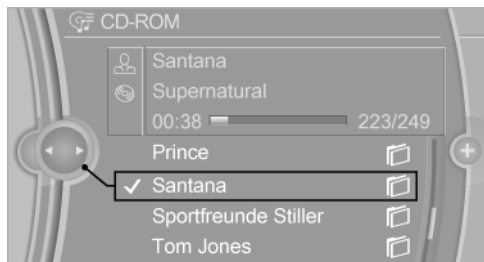 CD-ROM
Santana
Supernatural
00:38 223/249
Prince
Santana
Sportfreunde Stiller
Tom Jones